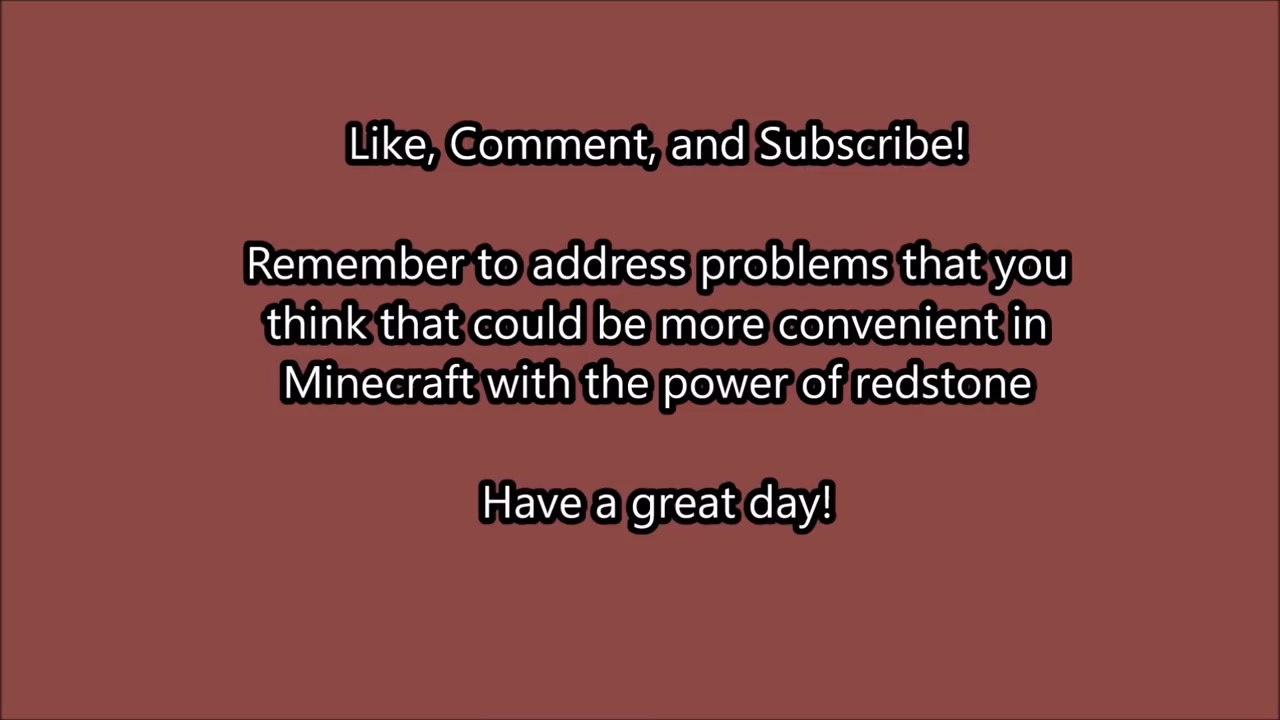 Like, Comment, and Subscribe!
Remember to address problems that you
think that could be more convenient in
Minecraft with the power of redstone
Have a great day!